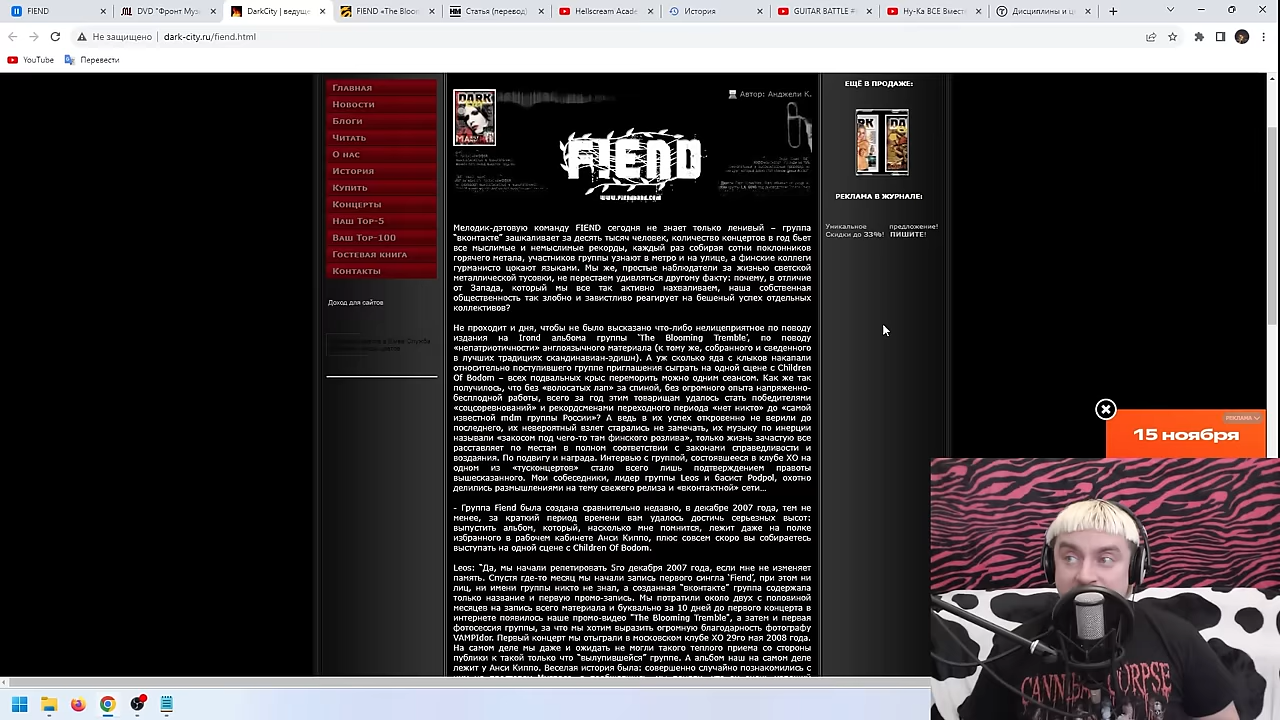 FIEND
DVD "Фронт Муз
DarkCity | ведущ
FIEND «The Bloo
Статья (перевод)
Hellscream Acade
История
GUITAR BATTLE #
Ну-Ка ВСЕ Вмест
Дисциплины и ц
Не защищено
dark-city.ru/fiend.html
YouTube
Перевести
Главная
Новости
Блоги
Читать
О нас
История
Купить
Концерты
Наш Top-5
Ваш Top-100
Гостевая книга
Контакты
Доход для сайтов
DARK
Автор: Анджели К.
FIEND
Мелодик-дэтовую команду FIEND сегодня не знает только ленивый – группа
"вконтакте" зашкаливает за десять тысяч человек, количество концертов в год бьет
все мыслимые и немыслимые рекорды, каждый раз собирая сотни поклонников
горячего метала, участников группы узнают в метро и на улице, а финские коллеги
гурманисто цокают языками. Мы же, простые наблюдатели за жизнью светской
металлической тусовки, не перестаем удивляться другому факту: почему, в отличие
от Запада, который мы все так активно нахваливаем, наша собственная
общественность так злобно и завистливо реагирует на бешеный успех отдельных
коллективов?
Не проходит и дня, чтобы не было высказано что-либо нелицеприятное по поводу
издания на Irond альбома группы 'The Blooming Tremble', по поводу
«непатриотичности» англоязычного материала (к тому же, собранного и сведенного
в лучших традициях скандинавиан-эдишн). А уж сколько яда с клыков накапали
относительно поступившего группе приглашения сыграть на одной сцене с Children
Of Bodom – всех подвальных крыс переморить можно одним сеансом. Как же так
получилось, что без «волосатых лап» за спиной, без огромного опыта напряженно-
бесплодной работы, всего за год этим товарищам удалось стать победителями
«соцсоревнований» и рекордсменами переходного периода «нет никто» до «самой
известной mdm группы России»? А ведь в их успех откровенно не верили до
последнего, их невероятный взлет старались не замечать, их музыку по инерции
называли «закосом под чего-то там финского розлива», только жизнь зачастую все
расставляет по местам в полном соответствии с законами справедливости и
воздаяния. По подвигу и награда. Интервью с группой, состоявшееся в клубе ХО на
одном из «тусконцертов» стало всего лишь подтверждением правоты
вышесказанного. Мои собеседники, лидер группы Leos и басист Podpol, охотно
делились размышлениями на тему свежего релиза и «вконтактной» сети...
- Группа Fiend была создана сравнительно недавно, в декабре 2007 года, тем не
менее, за краткий период времени вам удалось достичь серьезных высот:
выпустить альбом, который, насколько мне помнится, лежит даже на полке
избранного в рабочем кабинете Анси Киппо, плюс совсем скоро вы собираетесь
выступать на одной сцене с Children Of Bodom.
Leos: "Да, мы начали репетировать 5го декабря 2007 года, если мне не изменяет
память. Спустя где-то месяц мы начали запись первого сингла 'Fiend', при этом ни
лиц, ни имени группы никто не знал, а созданная "вконтакте" группа содержала
только название и первую промо-запись. Мы потратили около двух с половиной
месяцев на запись всего материала и буквально за 10 дней до первого концерта в
интернете появилось наше промо-видео "The Blooming Tremble", а затем и первая
фотосессия группы, за что мы хотим выразить огромную благодарность фотографу
VAMPIdor. Первый концерт мы отыграли в московском клубе ХО 29го мая 2008 года.
На самом деле мы даже и ожидать не могли такого теплого приема со стороны
публики к такой только что "вылупившейся" группе. А альбом наш на самом деле
лежит у Анси Киппо. Веселая история была: совершенно случайно познакомились с
ЕЩЁ В ПРОДАЖЕ:
РЕКЛАМА В ЖУРНАЛЕ:
Уникальное предложение!
Скидки до 33%! ПИШИТЕ!
РЕКЛАМА
15 ноября
CANNIBAL CORPSE